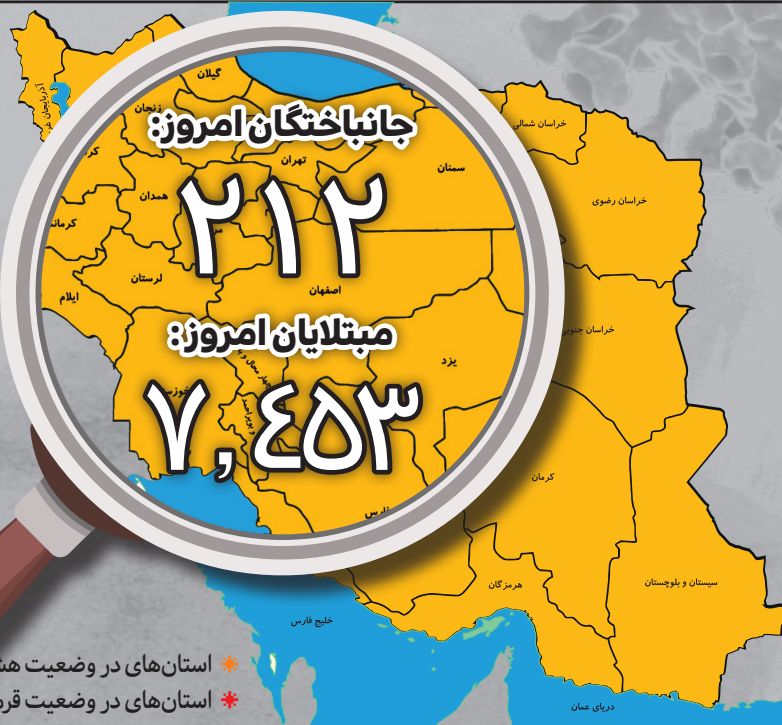 جانباختگان امروز:
۲۱۲
مبتلایان امروز:
۷,۴۵۳
گیلان
زنجان
تهران
سمنان
خراسان شمالی
خراسان رضوی
همدان
لرستان
ایلام
اصفهان
یزد
خراسان جنوبی
کرمان
هرمزگان
سیستان و بلوچستان
خلیج فارس
دریای عمان
استان‌های در وضعیت
استان‌های در وضعیت